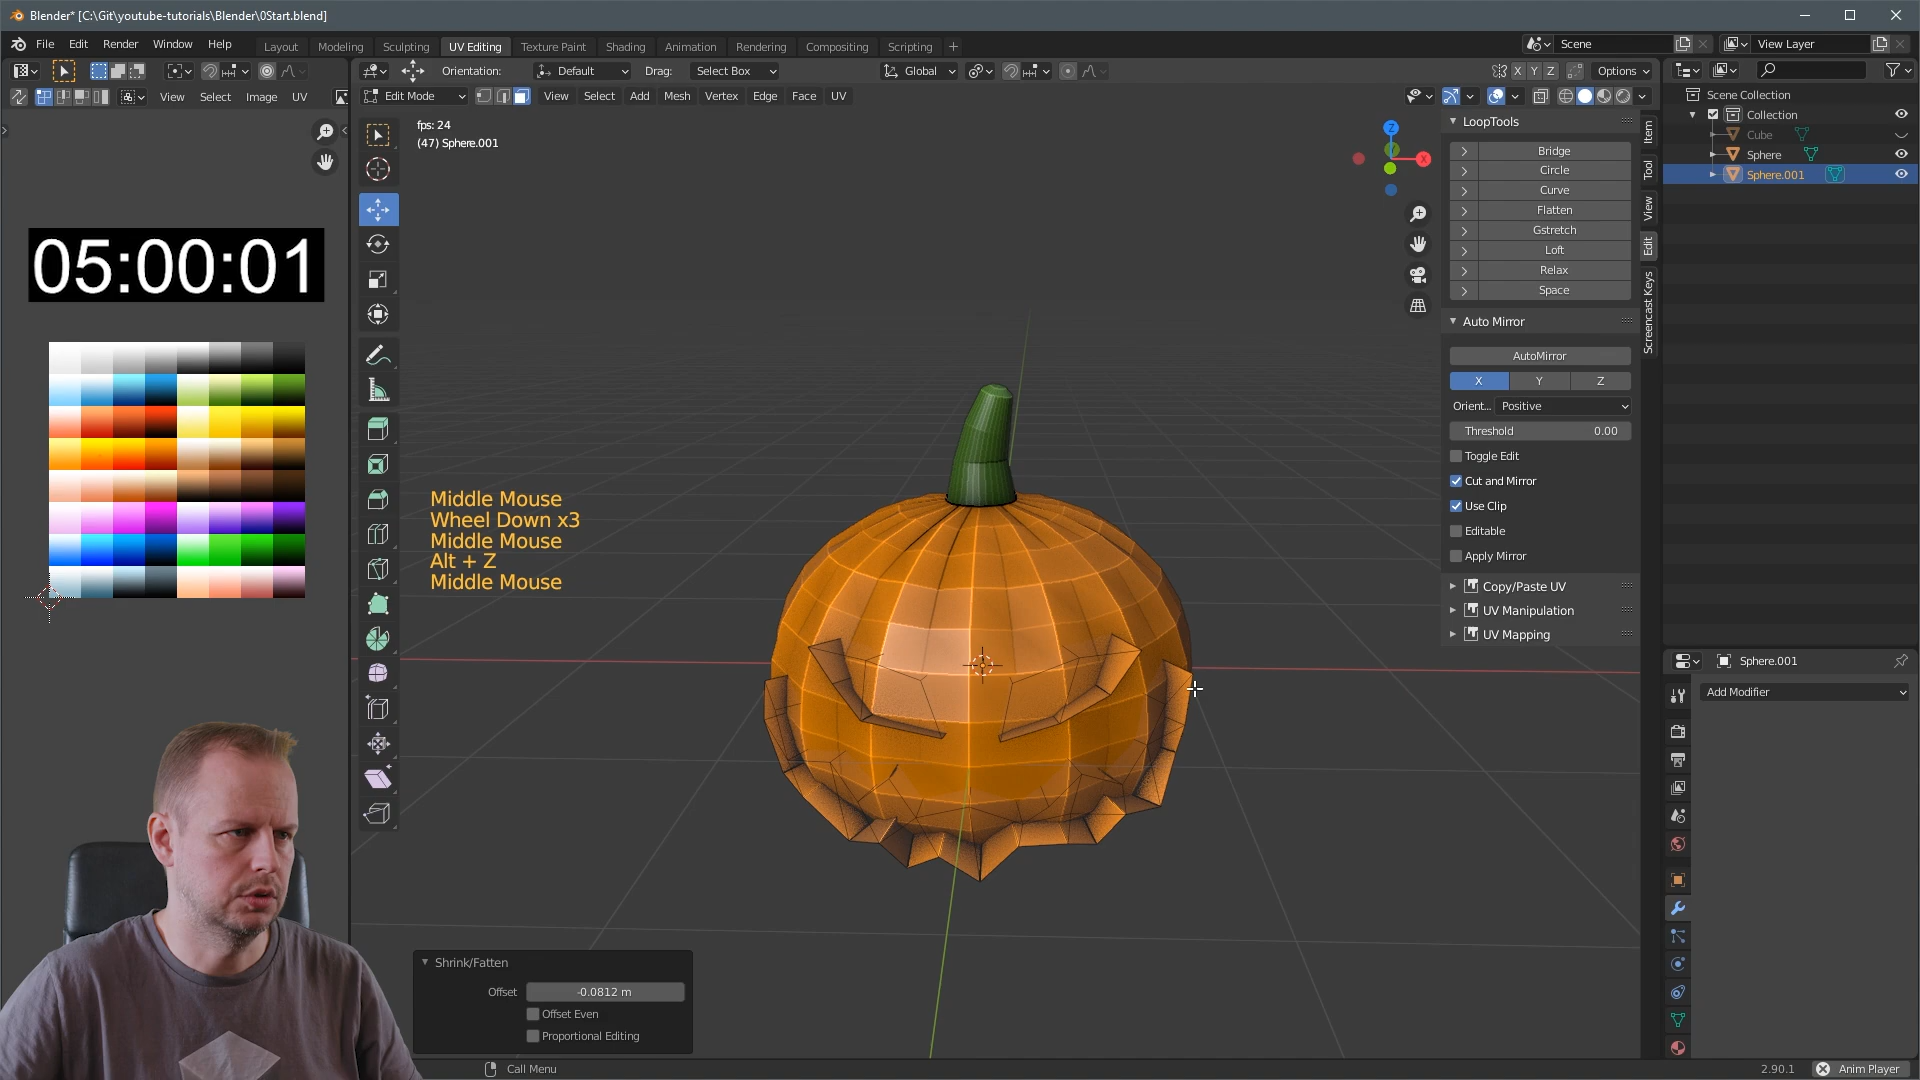 Blender* [C:\Git\youtube-tutorials\Blender\0Start.blend]
File Edit Render Window Help
Layout Modeling Sculpting UV Editing Texture Paint Shading Animation Rendering Compositing Scripting +
Scene
View Layer
Orientation: Default Drag: Select Box
Global
X Y Z
Options
View Select Image UV
Edit Mode View Select Add Mesh Vertex Edge Face UV
fps: 24
(47) Sphere.001
05:00:01
Middle Mouse
Wheel Down x3
Middle Mouse
Alt + Z
Middle Mouse
Z
X
LoopTools
Bridge
Circle
Curve
Flatten
Gstretch
Loft
Relax
Space
Auto Mirror
AutoMirror
X Y Z
Orient... Positive
Threshold 0.00
Toggle Edit
Cut and Mirror
Use Clip
Editable
Apply Mirror
Copy/Paste UV
UV Manipulation
UV Mapping
Item
Tool
View
Edit
Screencast Keys
Scene Collection
Collection
Cube
Sphere
Sphere.001
Sphere.001
Add Modifier
Shrink/Fatten
Offset -0.0812 m
Offset Even
Proportional Editing
Call Menu
2.90.1
Anim Player